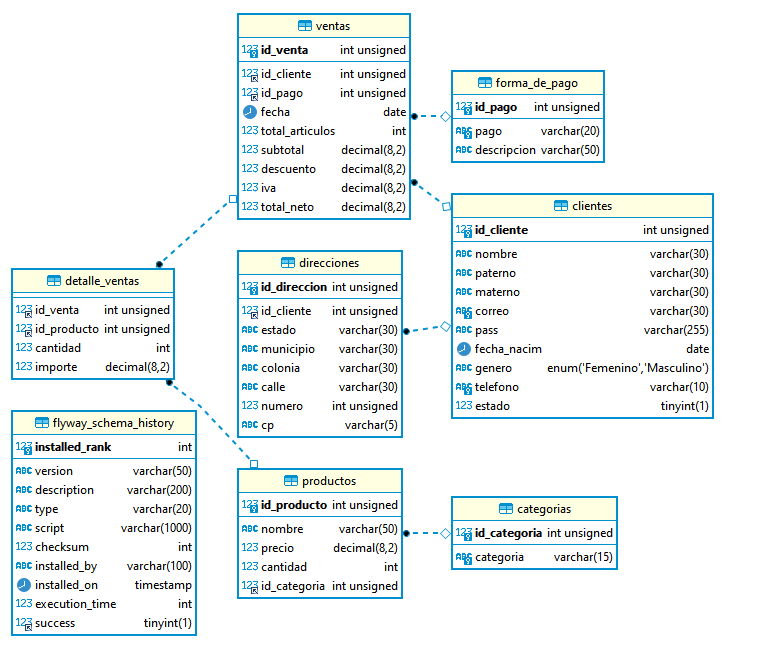 ventas
123 id_venta int unsigned
123 id_cliente int unsigned
123 id_pago int unsigned
fecha date
123 total_articulos int
123 subtotal decimal(8,2)
123 descuento decimal(8,2)
123 iva decimal(8,2)
123 total_neto decimal(8,2)
forma_de_pago
123 id_pago int unsigned
ABC pago varchar(20)
ABC descripcion varchar(50)
clientes
123 id_cliente int unsigned
ABC nombre varchar(30)
ABC paterno varchar(30)
ABC materno varchar(30)
ABC correo varchar(30)
ABC pass varchar(255)
fecha_nacim date
ABC genero enum('Femenino','Masculino')
ABC telefono varchar(10)
123 estado tinyint(1)
direcciones
123 id_direccion int unsigned
123 id_cliente int unsigned
ABC estado varchar(30)
ABC municipio varchar(30)
ABC colonia varchar(30)
ABC calle varchar(30)
123 numero int unsigned
ABC cp varchar(5)
detalle_ventas
123 id_venta int unsigned
123 id_producto int unsigned
123 cantidad int
123 importe decimal(8,2)
flyway_schema_history
123 installed_rank int
ABC version varchar(50)
ABC description varchar(200)
ABC type varchar(20)
ABC script varchar(1000)
123 checksum int
ABC installed_by varchar(100)
installed_on timestamp
123 execution_time int
123 success tinyint(1)
productos
123 id_producto int unsigned
ABC nombre varchar(50)
123 precio decimal(8,2)
123 cantidad int
123 id_categoria int unsigned
categorias
123 id_categoria int unsigned
ABC categoria varchar(15)